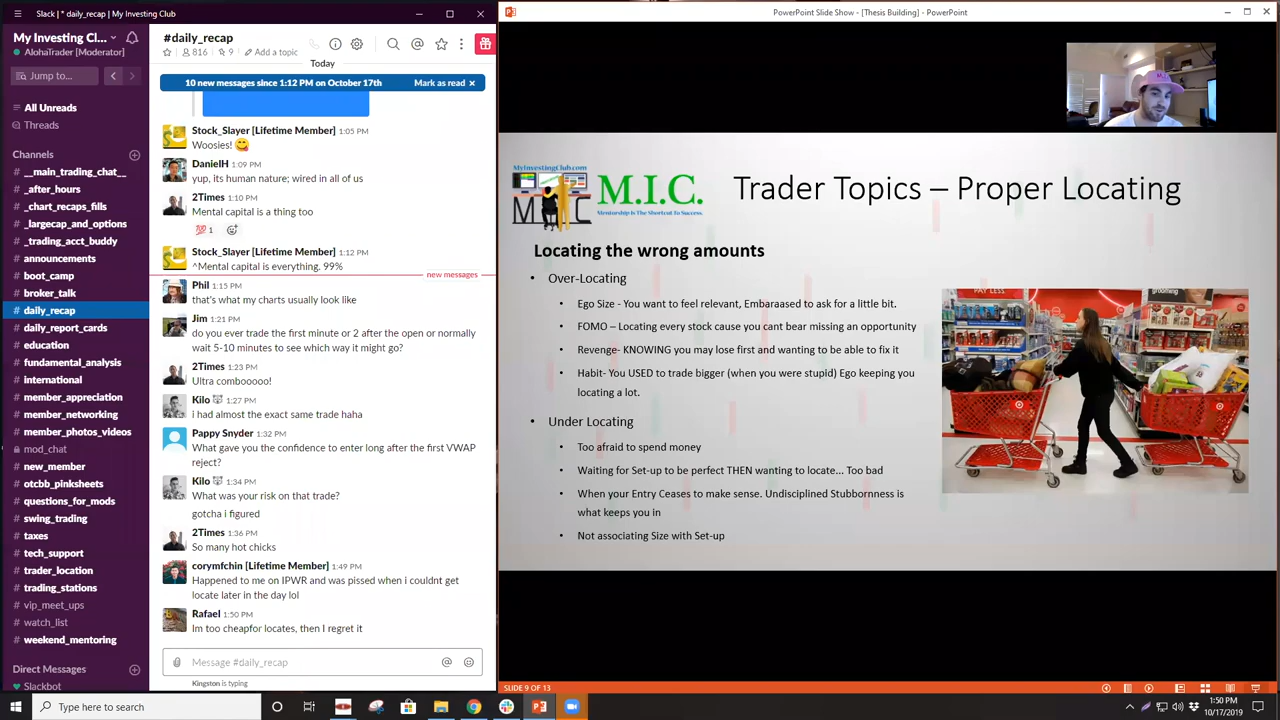 Slack | * daily_recap | My Investing Club
My Investing Cl...
AlohaTrader [Moderator]
Jump to...
All Unreads
Threads
Channels
__main_trading_chat__...
_after_hours
_chart_recaps_fills
_largecap_and_options
_trading_acct_buddy
announcements
boot_camp
broker_talk
# daily_recap
daily_report_cards
education
fundamental_analysis
international
member_appreciation
member_networking
member_photos_videos
mod_chat
new_member
otcbb_pinksheets
questions_for_mods
swing_trading
taxes
tech_support
trader_location
trading_stations
vip_meet_ups
watch_list
weekend_mentoring
Direct Messages
Slackbot
#daily_recap
816 | 9 | Add a topic
Today
10 new messages since 1:12 PM on October 17th Mark as read
Stock_Slayer [Lifetime Member] 1:05 PM
Woosies! 😋
DanielH 1:09 PM
yup, its human nature; wired in all of us
2Times 1:10 PM
Mental capital is a thing too
💯 1
Stock_Slayer [Lifetime Member] 1:12 PM
^Mental capital is everything. 99%
new messages
Phil 1:15 PM
that's what my charts usually look like
Jim 1:21 PM
do you ever trade the first minute or 2 after the open or normally
wait 5-10 minutes to see which way it might go?
2Times 1:23 PM
Ultra combooooo!
Kilo 1:27 PM
i had almost the exact same trade haha
Pappy Snyder 1:32 PM
What gave you the confidence to enter long after the first VWAP
reject?
Kilo 1:34 PM
What was your risk on that trade?
gotcha i figured
2Times 1:36 PM
So many hot chicks
corymfchin [Lifetime Member] 1:49 PM
Happened to me on IPWR and was pissed when i couldnt get
locate later in the day lol
Rafael 1:50 PM
Im too cheapfor locates, then I regret it
Message #daily_recap
Kingston is typing
PowerPoint Slide Show - [Thesis Building] - PowerPoint
MyInvestingClub.com
MIC
M.I.C.
Mentorship Is The Shortcut To Success.
Trader Topics – Proper Locating
Locating the wrong amounts
• Over-Locating
• Ego Size - You want to feel relevant, Embaraased to ask for a little bit.
• FOMO – Locating every stock cause you cant bear missing an opportunity
• Revenge- KNOWING you may lose first and wanting to be able to fix it
• Habit- You USED to trade bigger (when you were stupid) Ego keeping you
locating a lot.
• Under Locating
• Too afraid to spend money
• Waiting for Set-up to be perfect THEN wanting to locate... Too bad
• When your Entry Ceases to make sense. Undisciplined Stubbornness is
what keeps you in
• Not associating Size with Set-up
PAY LESS.
grooming
SLIDE 9 OF 13
Type here to search
1:50 PM
10/17/2019